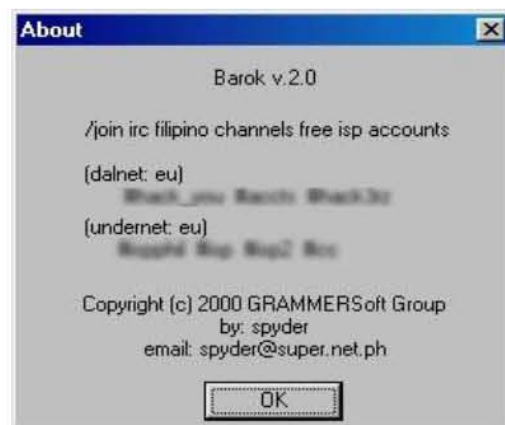 About
Barok v.2.0
/join irc filipino channels free isp accounts
(dalnet: eu)
(undernet: eu)
Copyright (c) 2000 GRAMMERSoft Group
by: spyder
email: spyder@super.net.ph
OK